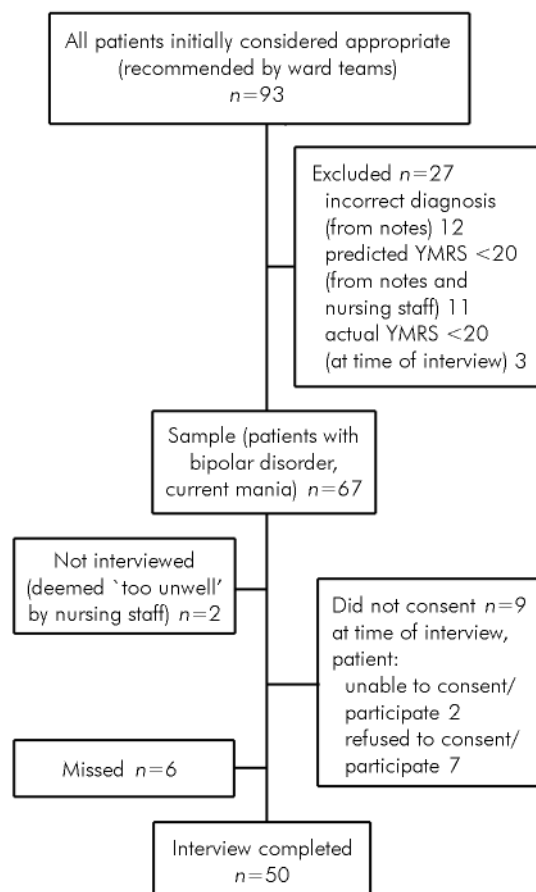 All patients initially considered appropriate
(recommended by ward teams)
n=93
Excluded n=27
incorrect diagnosis
(from notes) 12
predicted YMRS <20
(from notes and
nursing staff) 11
actual YMRS <20
(at time of interview) 3
Sample (patients with
bipolar disorder,
current mania) n=67
Not interviewed
(deemed `too unwell'
by nursing staff) n=2
Did not consent n=9
at time of interview,
patient:
unable to consent/
participate 2
refused to consent/
participate 7
Missed n=6
Interview completed
n=50